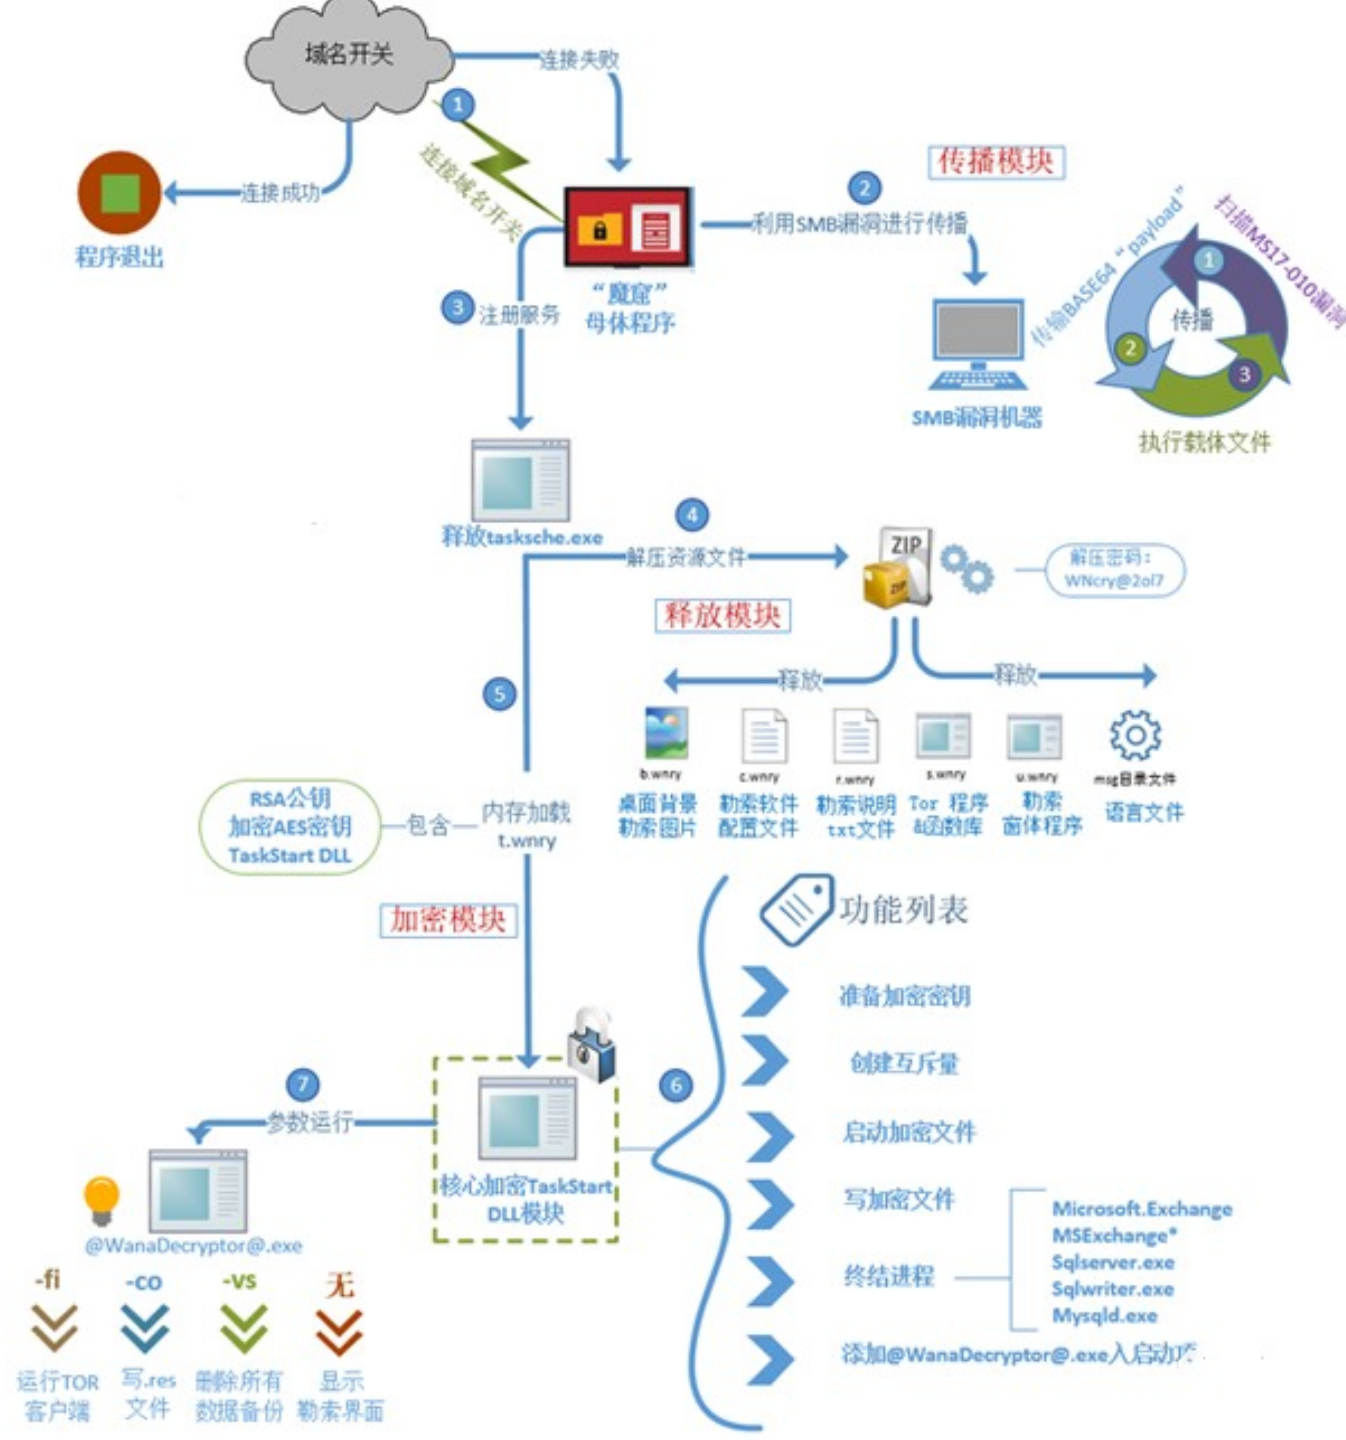 域名开关
连接失败
1
连接域名开关
连接成功
程序退出
“魔窟”
母体程序
传播模块
2
利用SMB漏洞进行传播
SMB漏洞机器
传输BASE64“payload”
扫描MS17-010漏洞
1
传播
2
3
执行载体文件
3
注册服务
释放tasksche.exe
4
解压资源文件
ZIP
ZIP
解压密码：
WNcry@2ol7
释放模块
释放
释放
5
b.wnry
桌面背景
勒索图片
c.wnry
勒索软件
配置文件
r.wnry
勒索说明
txt文件
s.wnry
Tor 程序
&函数库
u.wnry
勒索
窗体程序
msg目录文件
语言文件
RSA公钥
加密AES密钥
TaskStart DLL
包含
内存加载
t.wnry
加密模块
功能列表
准备加密密钥
创建互斥量
启动加密文件
写加密文件
终结进程
Microsoft.Exchange
MSExchange*
Sqlserver.exe
Sqlwriter.exe
Mysqld.exe
添加@WanaDecryptor@.exe入启动项
6
核心加密TaskStart
DLL模块
7
参数运行
@WanaDecryptor@.exe
-fi
运行TOR
客户端
-co
写.res
文件
-vs
删除所有
数据备份
无
显示
勒索界面